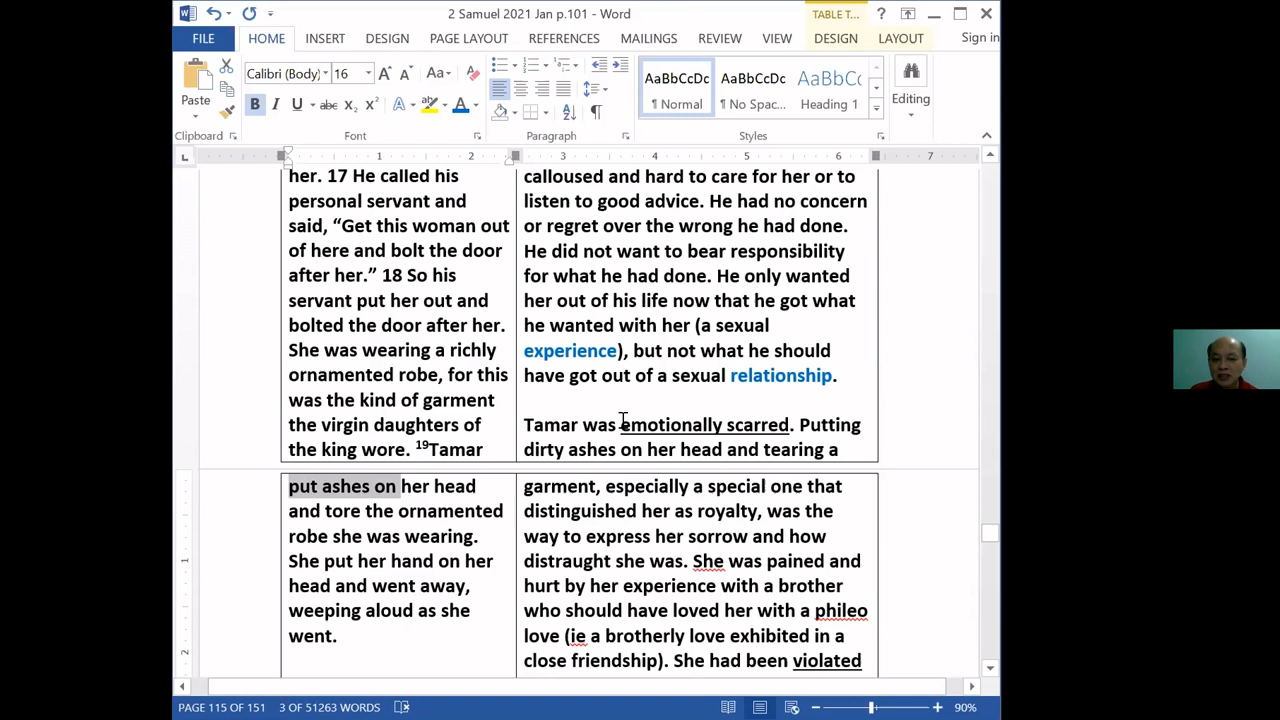 2 Samuel 2021 Jan p.101 - Word
TABLE T...
FILE HOME INSERT DESIGN PAGE LAYOUT REFERENCES MAILINGS REVIEW VIEW DESIGN LAYOUT Sign in
Paste
Calibri (Body) 16
AaBbCcDc AaBbCcDc AaBbCc
¶ Normal ¶ No Spac... Heading 1
Editing
Clipboard Font Paragraph Styles
1 2 3 4 5 6 7
her. 17 He called his
personal servant and
said, “Get this woman out
of here and bolt the door
after her.” 18 So his
servant put her out and
bolted the door after her.
She was wearing a richly
ornamented robe, for this
was the kind of garment
the virgin daughters of
the king wore. 19Tamar
put ashes on her head
and tore the ornamented
robe she was wearing.
She put her hand on her
head and went away,
weeping aloud as she
went.
calloused and hard to care for her or to
listen to good advice. He had no concern
or regret over the wrong he had done.
He did not want to bear responsibility
for what he had done. He only wanted
her out of his life now that he got what
he wanted with her (a sexual
experience), but not what he should
have got out of a sexual relationship.
Tamar was emotionally scarred. Putting
dirty ashes on her head and tearing a
garment, especially a special one that
distinguished her as royalty, was the
way to express her sorrow and how
distraught she was. She was pained and
hurt by her experience with a brother
who should have loved her with a phileo
love (ie a brotherly love exhibited in a
close friendship). She had been violated
1
2
PAGE 115 OF 151 3 OF 51263 WORDS 90%